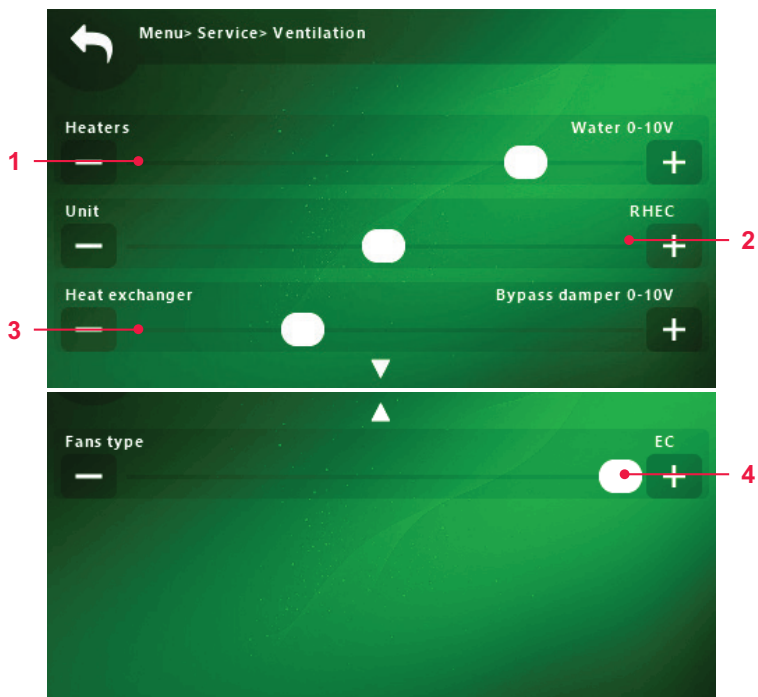 Menu> Service> Ventilation
Heaters Water 0-10V
1
Unit RHEC
2
Heat exchanger Bypass damper 0-10V
3
Fans type EC
4